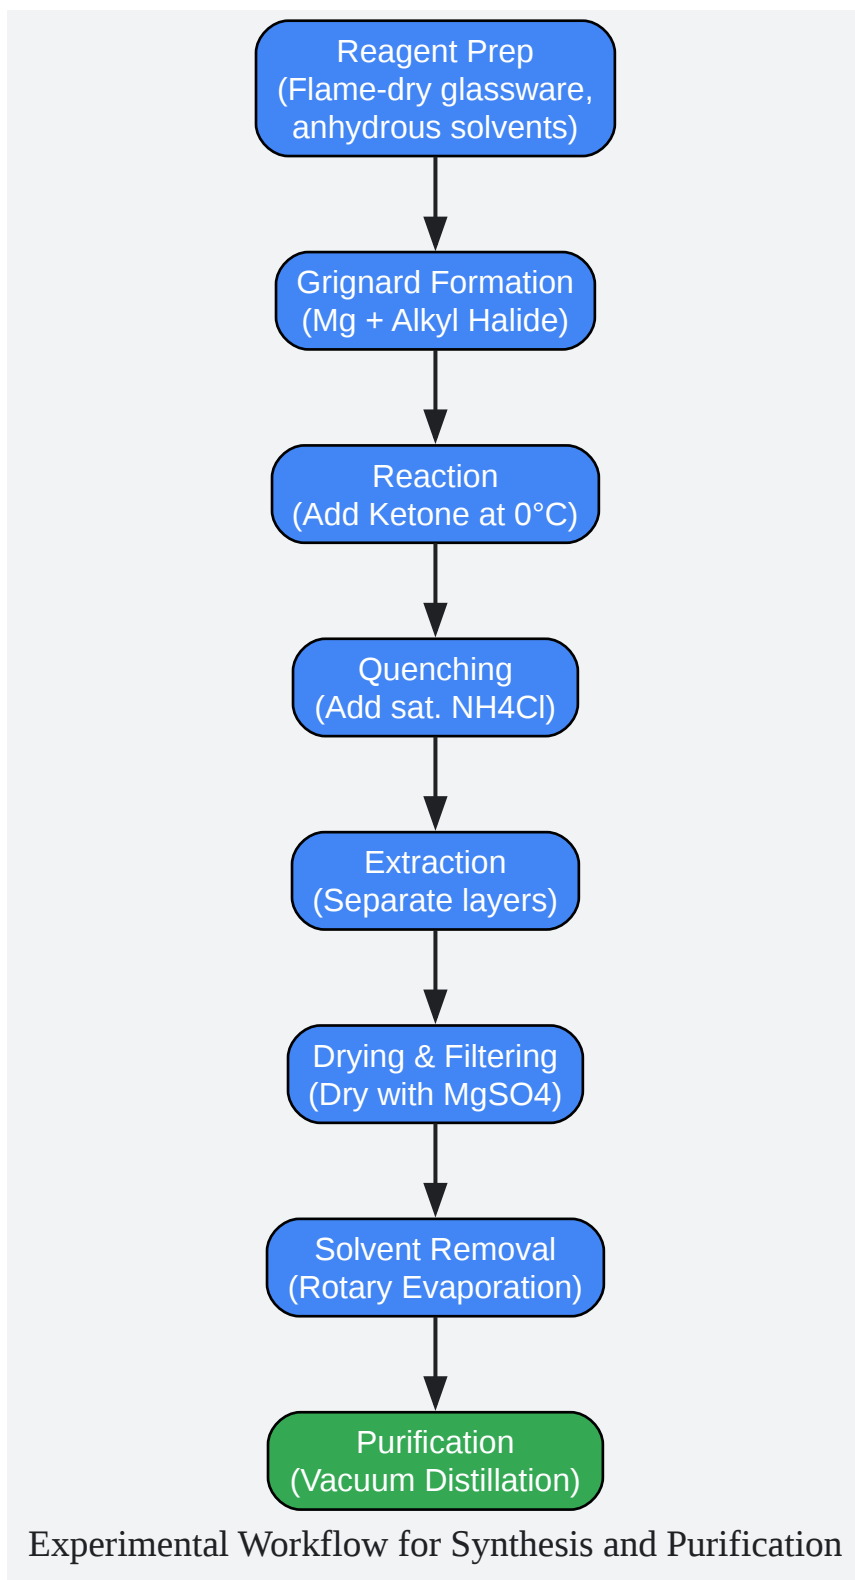 Reagent Prep
(Flame-dry glassware,
anhydrous solvents)
Grignard Formation
(Mg + Alkyl Halide)
Reaction
(Add Ketone at 0°C)
Quenching
(Add sat. NH4Cl)
Extraction
(Separate layers)
Drying & Filtering
(Dry with MgSO4)
Solvent Removal
(Rotary Evaporation)
Purification
(Vacuum Distillation)
Experimental Workflow for Synthesis and Purification